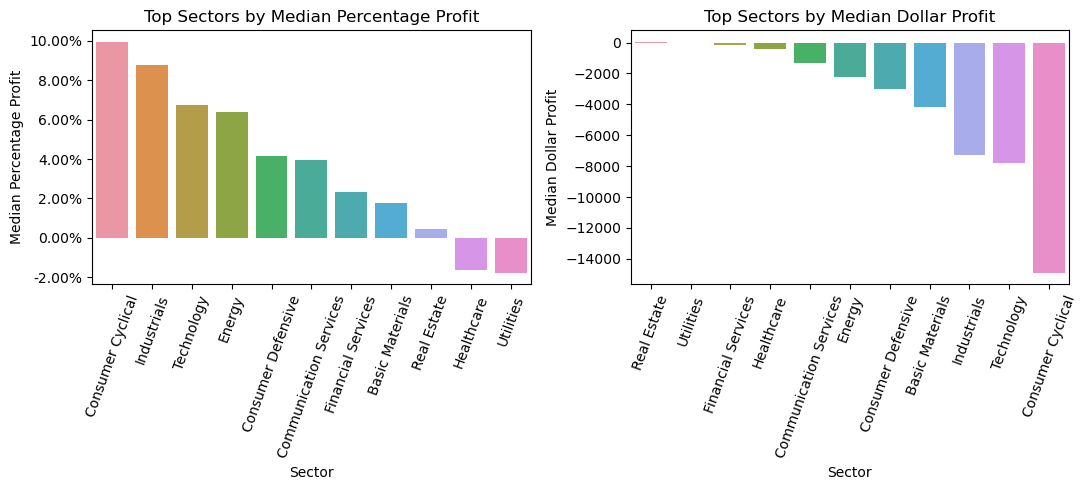 Top Sectors by Median Percentage Profit
Median Percentage Profit
10.00%
8.00%
6.00%
4.00%
2.00%
0.00%
-2.00%
Consumer Cyclical
Industrials
Technology
Energy
Consumer Defensive
Communication Services
Financial Services
Basic Materials
Real Estate
Healthcare
Utilities
Sector
Top Sectors by Median Dollar Profit
Median Dollar Profit
0
−2000
−4000
−6000
−8000
−10000
−12000
−14000
Real Estate
Utilities
Financial Services
Healthcare
Communication Services
Energy
Consumer Defensive
Basic Materials
Industrials
Technology
Consumer Cyclical
Sector